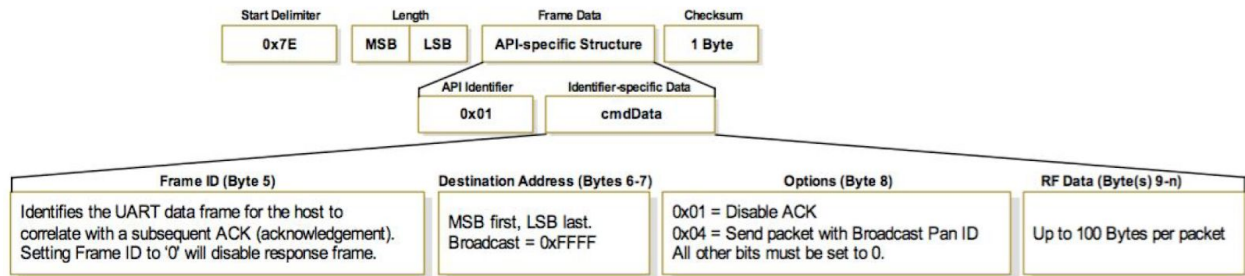 Start Delimiter
Length
Frame Data
Checksum
0x7E
MSB
LSB
API-specific Structure
1 Byte
API Identifier
Identifier-specific Data
0x01
cmdData
Frame ID (Byte 5)
Identifies the UART data frame for the host to
correlate with a subsequent ACK (acknowledgement).
Setting Frame ID to '0' will disable response frame.
Destination Address (Bytes 6-7)
MSB first, LSB last.
Broadcast = 0xFFFF
Options (Byte 8)
0x01 = Disable ACK
0x04 = Send packet with Broadcast Pan ID
All other bits must be set to 0.
RF Data (Byte(s) 9-n)
Up to 100 Bytes per packet